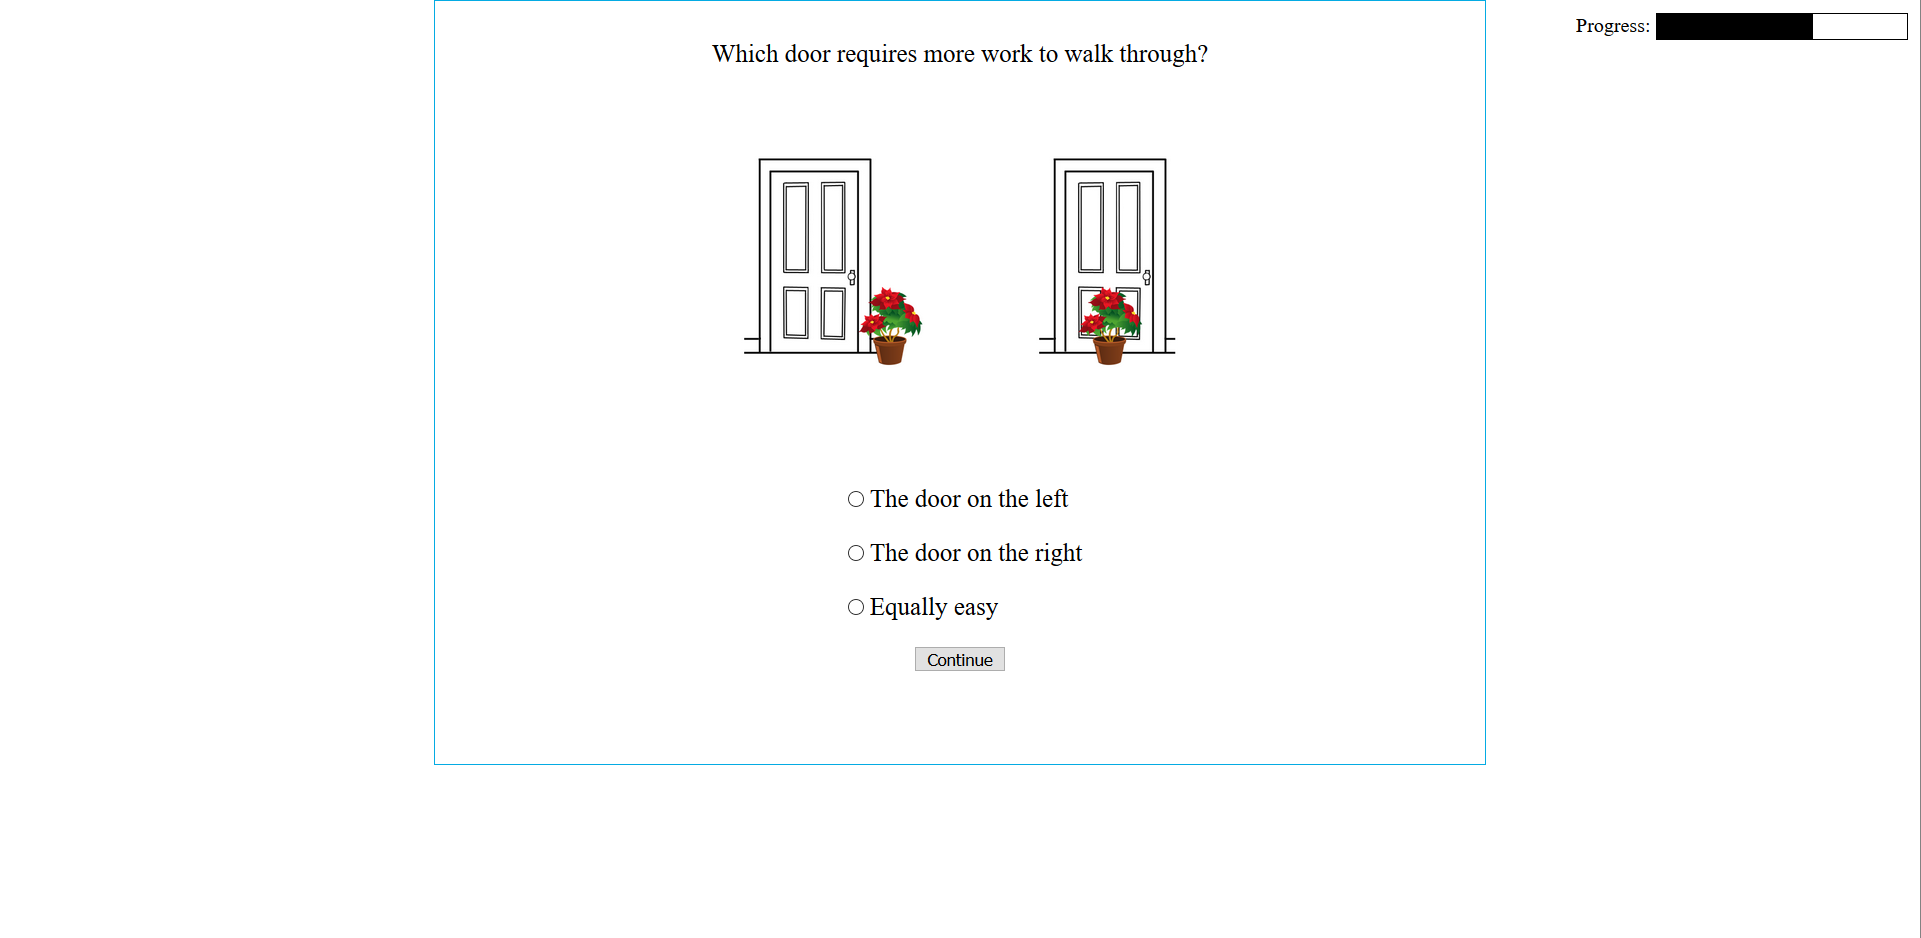 Progress:
Which door requires more work to walk through?
The door on the left
The door on the right
Equally easy
Continue